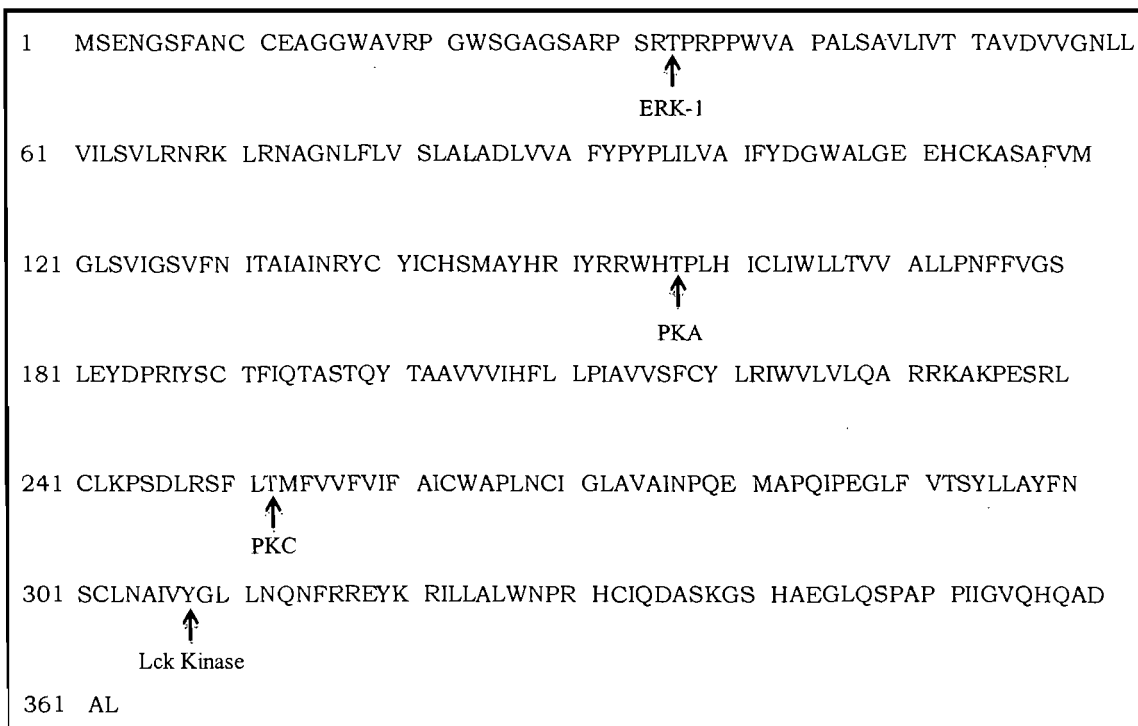 1 MSENGSFANC CEAGGWAVRP GWSGAGSARP SRTPRPPWVA PALSAVLIVT TAVDVVGNLL
ERK-1
61 VILSVLRNRK LRNAGNLFLV SLALADLVVA FYPYPLILVA IFYDGWALGE EHCKASAFVM
121 GLSVIGSVFN ITAIAINRYC YICHSMAYHR IYRRWHTPLH ICLIWLLTVV ALLPNFFVGS
PKA
181 LEYDPRIYSC TFIQTASTQY TAAVVVIHFL LPIAVVSFCY LRIWVLVLQA RRKAKPESRL
241 CLKPSDLRSF LTMFVVFVIF AICWAPLNCI GLAVAINPQE MAPQIPEGLF VTSYLLAYFN
PKC
301 SCLNAIVYGL LNQNFRREYK RILLALWNPR HCIQDASKGS HAEGLQSPAP PIIGVQHQAD
Lck Kinase
361 AL